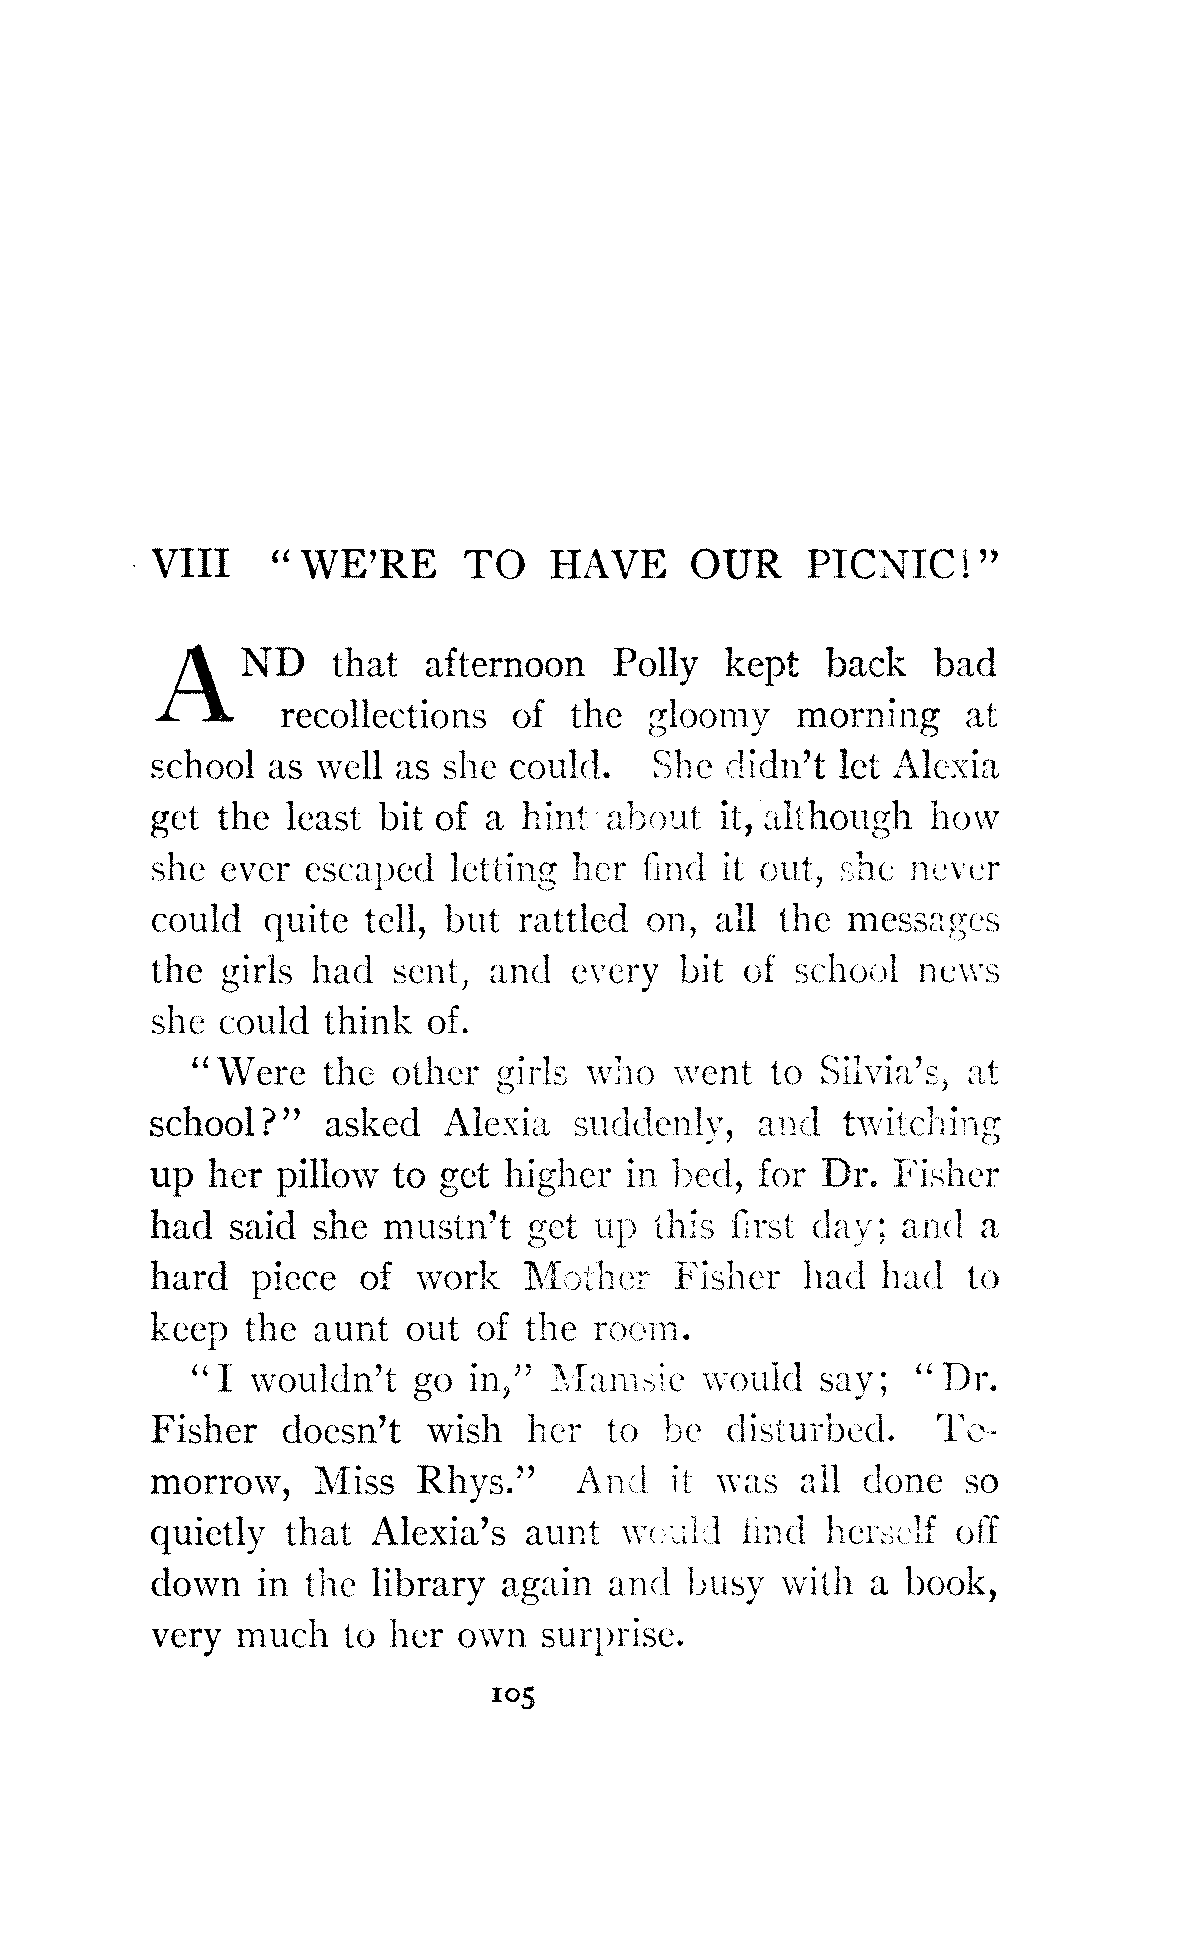 VIII "WE'RE TO HAVE OUR PICNIC!"
AND that afternoon Polly kept back bad
recollections of the gloomy morning at
school as well as she could. She didn't let Alexia
get the least bit of a hint about it, although how
she ever escaped letting her find it out, she never
could quite tell, but rattled on, all the messages
the girls had sent, and every bit of school news
she could think of.
"Were the other girls who went to Silvia's, at
school?" asked Alexia suddenly, and twitching
up her pillow to get higher in bed, for Dr. Fisher
had said she mustn't get up this first day; and a
hard piece of work Mother Fisher had had to
keep the aunt out of the room.
"I wouldn't go in," Mamsie would say; "Dr.
Fisher doesn't wish her to be disturbed. To-
morrow, Miss Rhys." And it was all done so
quietly that Alexia's aunt would find herself off
down in the library again and busy with a book,
very much to her own surprise.
105